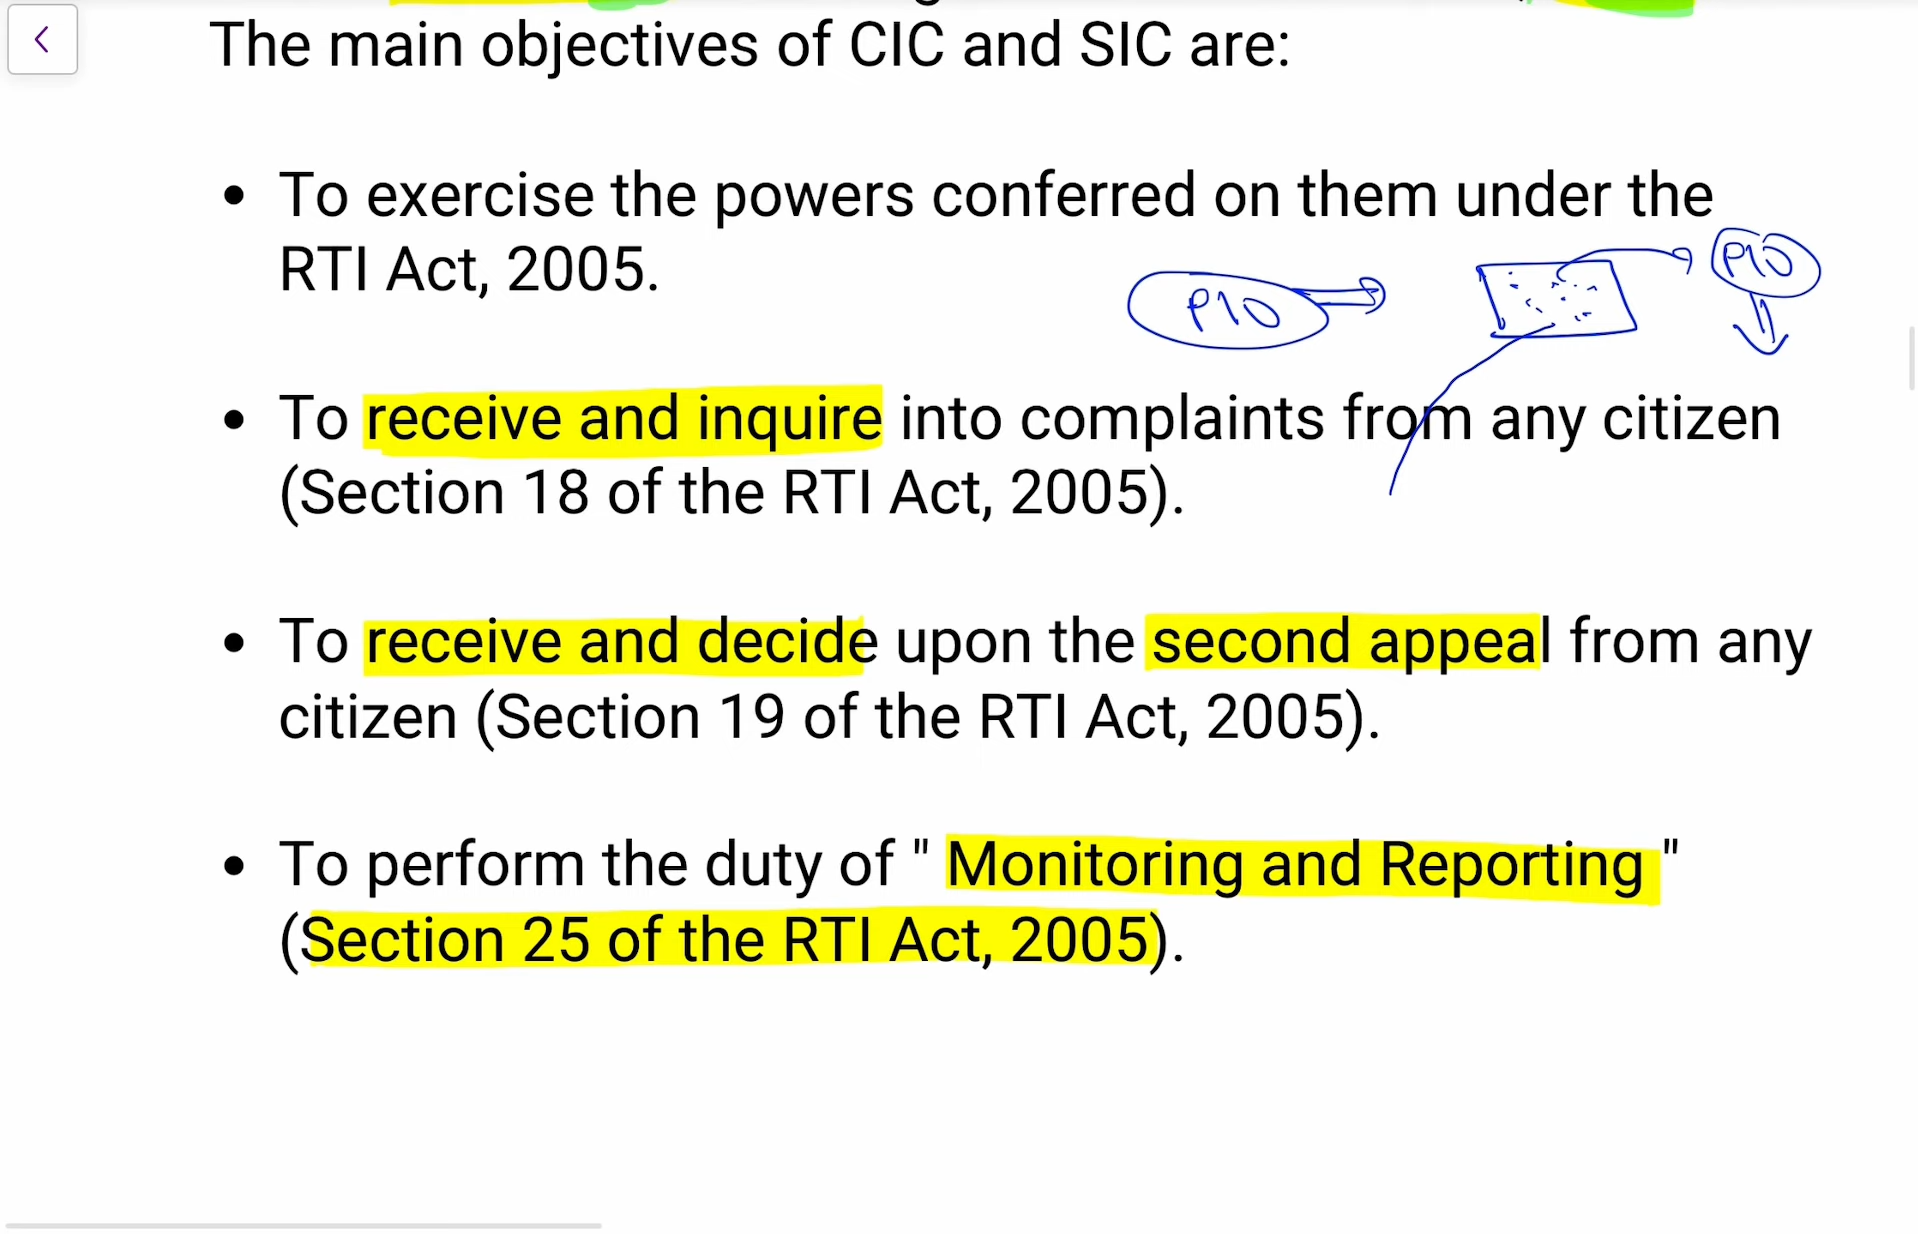 The main objectives of CIC and SIC are:
• To exercise the powers conferred on them under the
RTI Act, 2005.
PIO
PIO
• To receive and inquire into complaints from any citizen
(Section 18 of the RTI Act, 2005).
• To receive and decide upon the second appeal from any
citizen (Section 19 of the RTI Act, 2005).
• To perform the duty of " Monitoring and Reporting "
(Section 25 of the RTI Act, 2005).